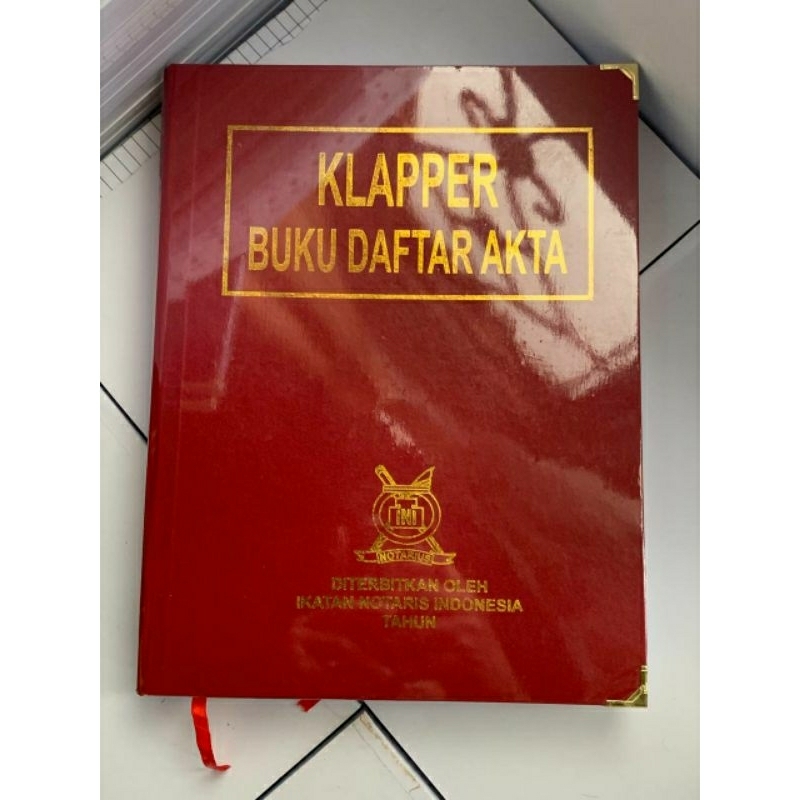 KLAPPER
BUKU DAFTAR AKTA
INI
NOTARIUS
DITERBITKAN OLEH
IKATAN NOTARIS INDONESIA
TAHUN